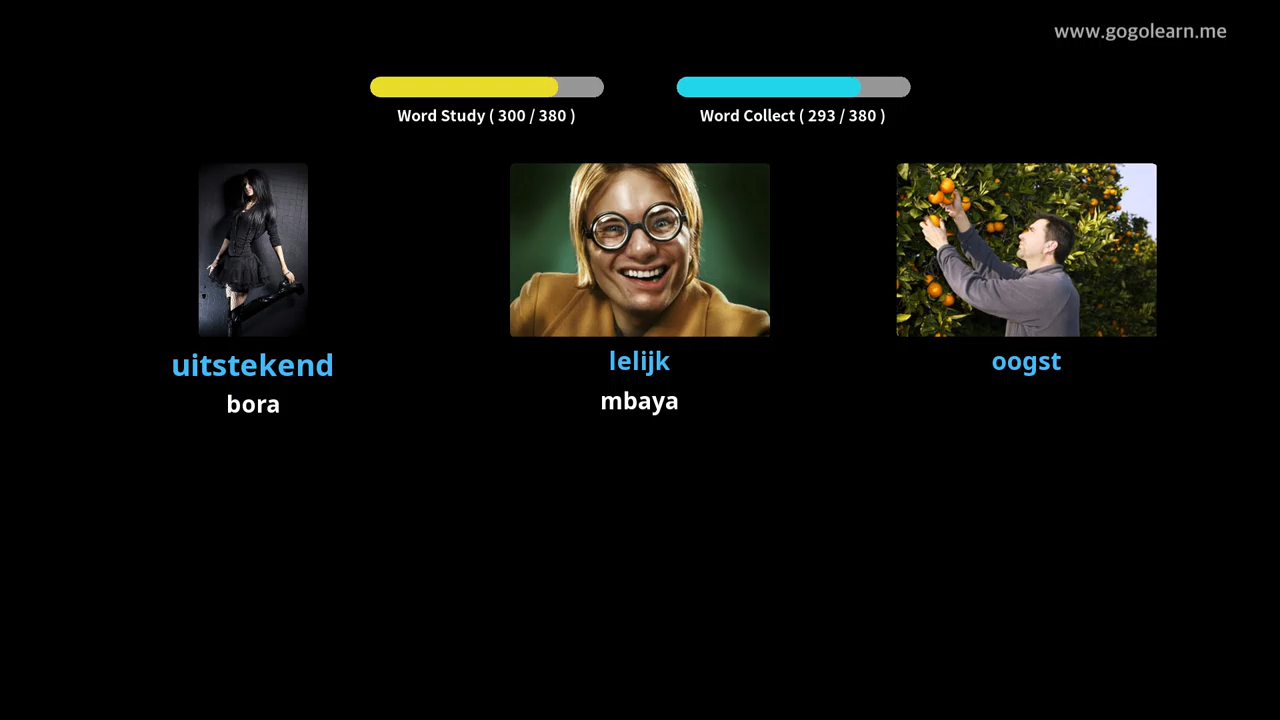 www.gogolearn.me
Word Study ( 300 / 380 )
Word Collect ( 293 / 380 )
uitstekend
bora
lelijk
mbaya
oogst